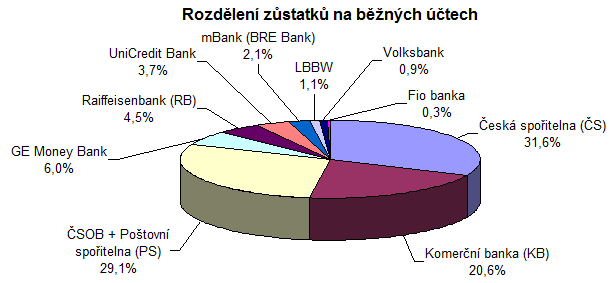 Rozdělení zůstatků na běžných účtech
mBank (BRE Bank)
2,1%
UniCredit Bank
3,7%
LBBW
1,1%
Volksbank
0,9%
Raiffeisenbank (RB)
4,5%
Fio banka
0,3%
Česká spořitelna (ČS)
31,6%
GE Money Bank
6,0%
ČSOB + Poštovní
spořitelna (PS)
29,1%
Komerční banka (KB)
20,6%